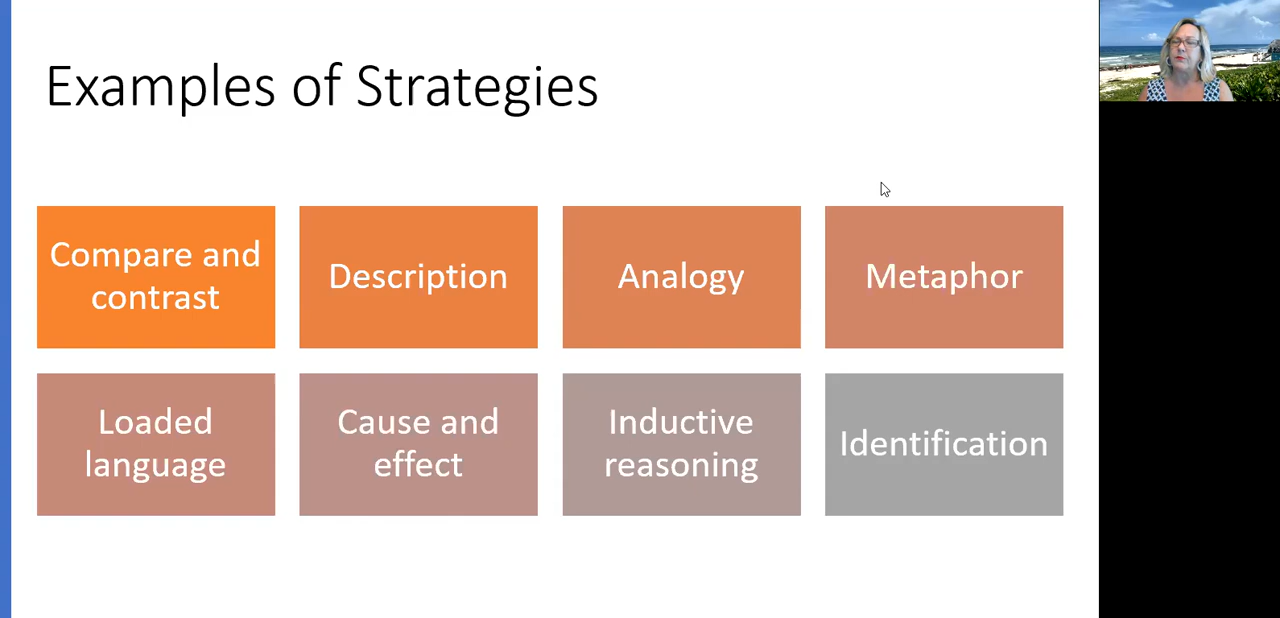 Examples of Strategies
Compare and
contrast
Description
Analogy
Metaphor
Loaded
language
Cause and
effect
Inductive
reasoning
Identification